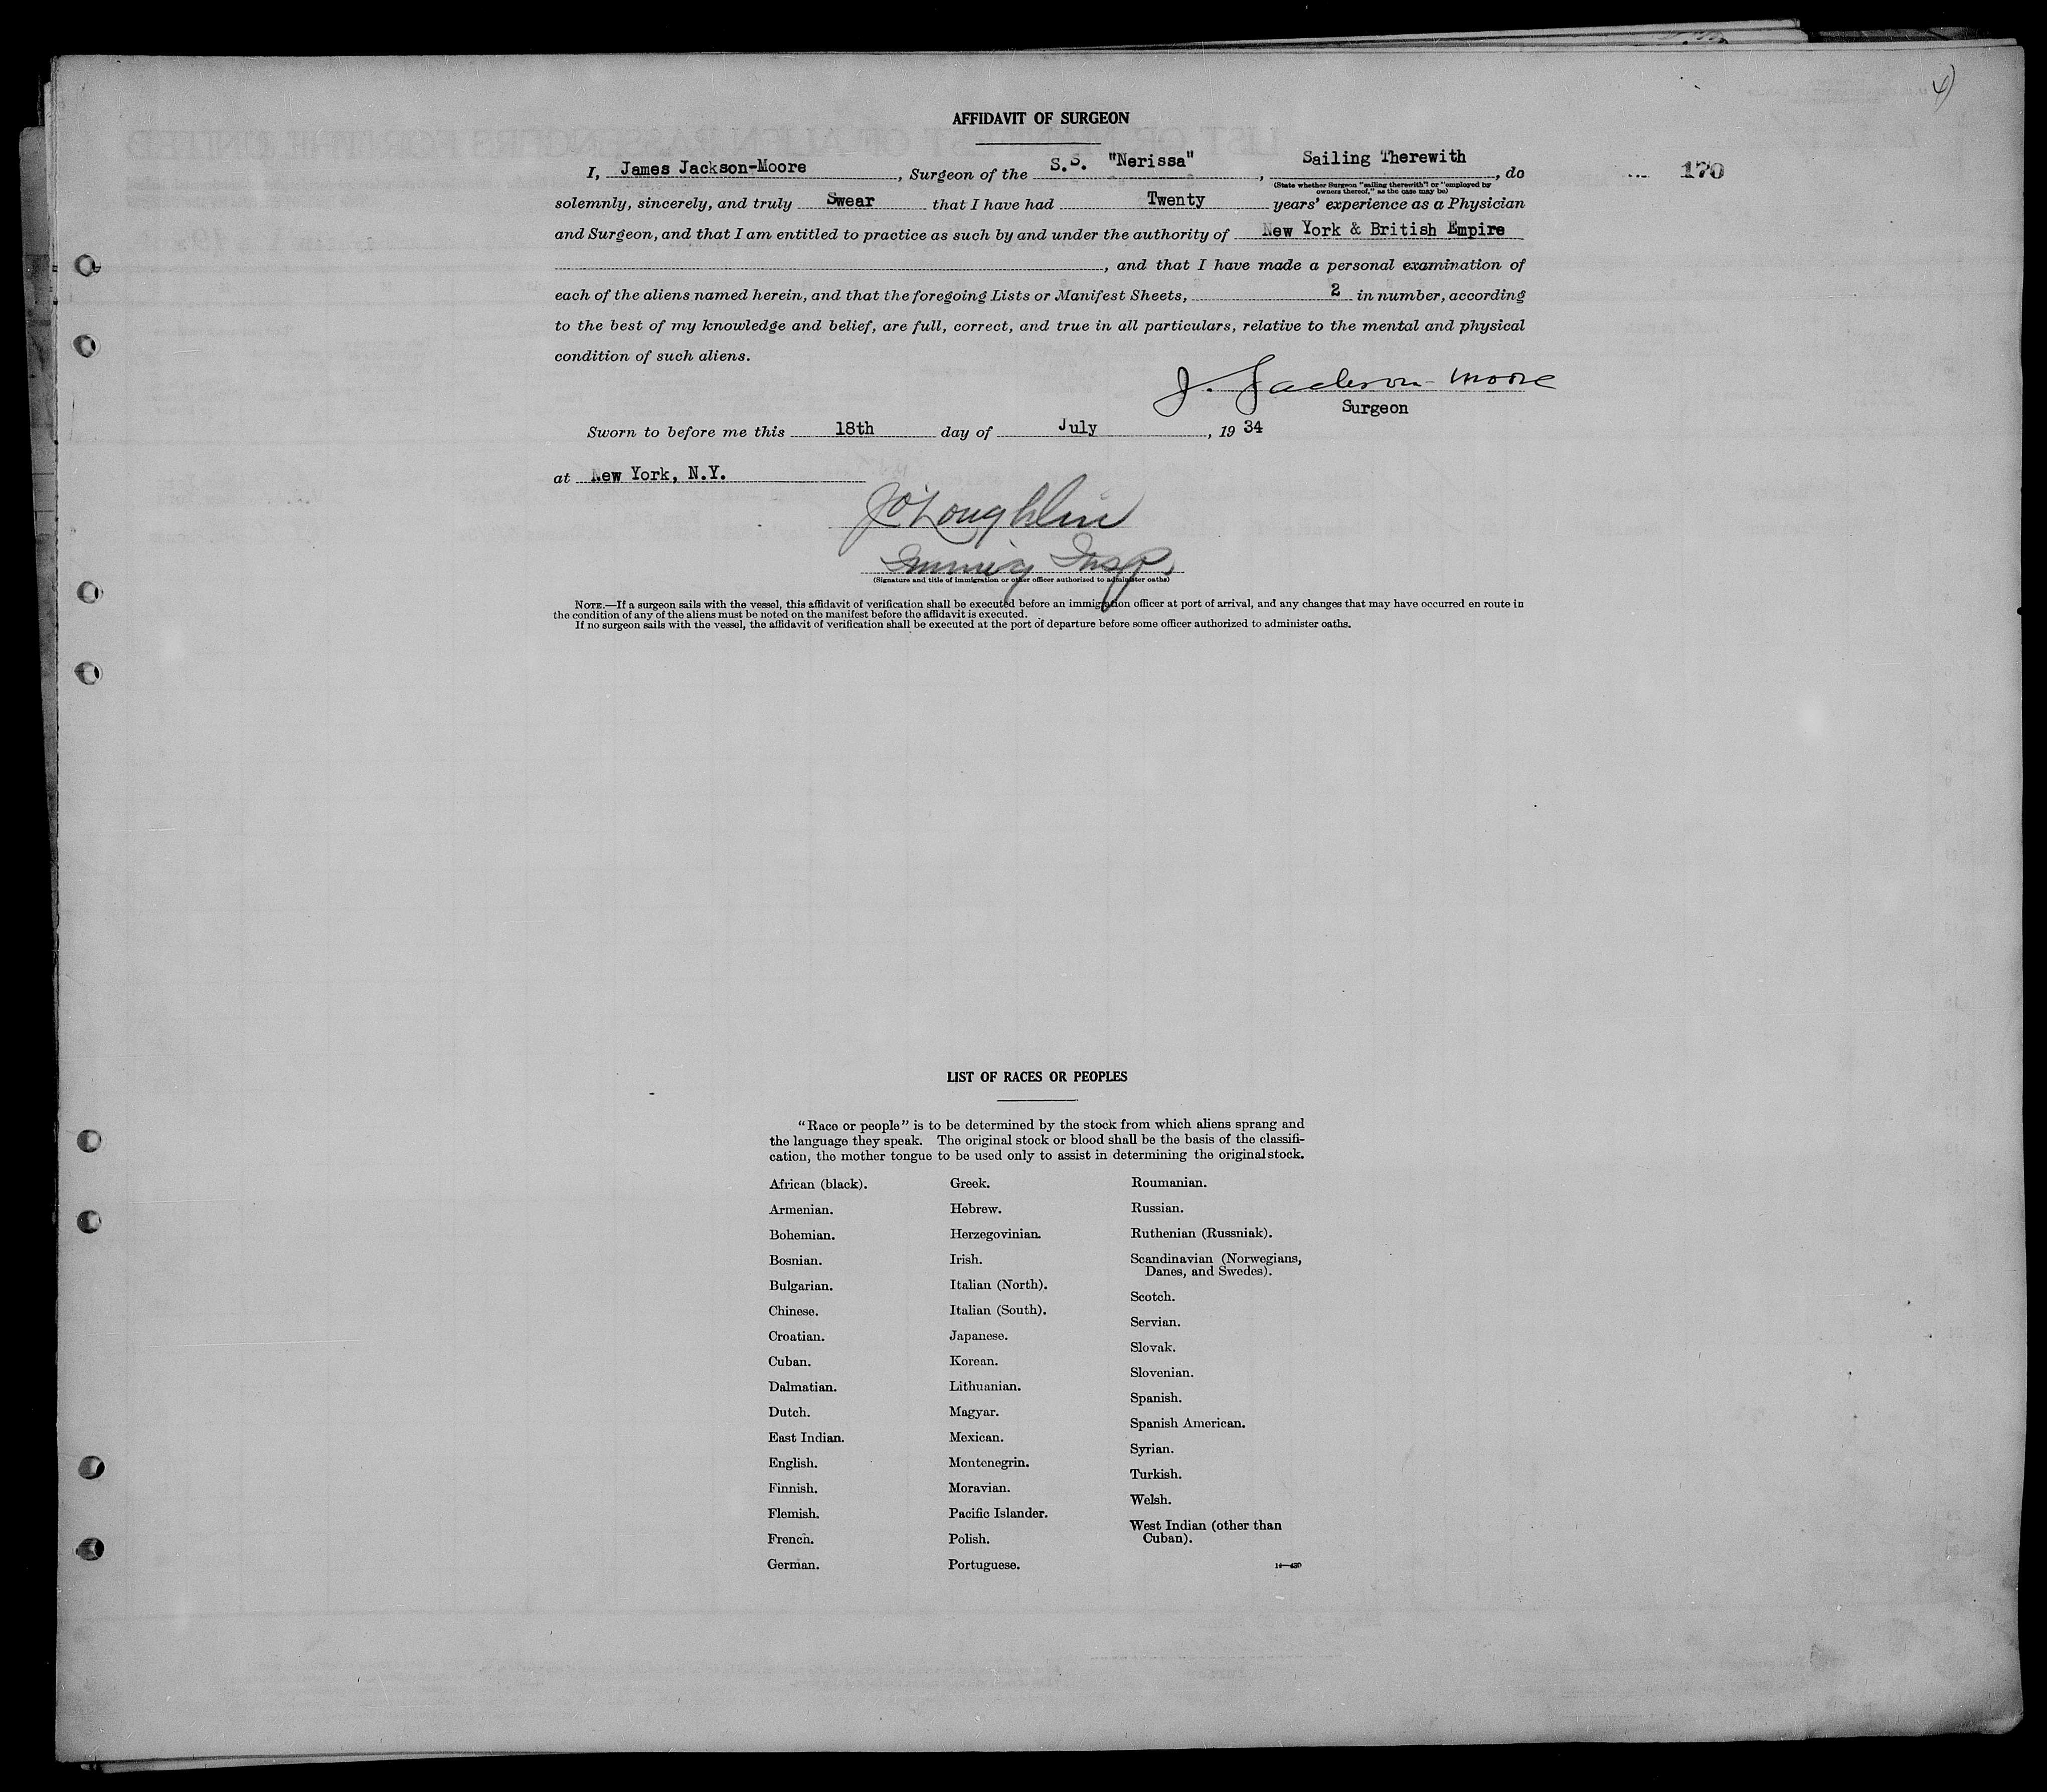 4)
AFFIDAVIT OF SURGEON
I, James Jackson-Moore, Surgeon of the S.S. "Nerissa", Sailing Therewith, do
170
(State whether Surgeon "sailing therewith" or "employed by
owners thereof," as the case may be)
solemnly, sincerely, and truly Swear that I have had Twenty years' experience as a Physician
and Surgeon, and that I am entitled to practice as such by and under the authority of New York & British Empire
, and that I have made a personal examination of
each of the aliens named herein, and that the foregoing Lists or Manifest Sheets, 2 in number, according
to the best of my knowledge and belief, are full, correct, and true in all particulars, relative to the mental and physical
condition of such aliens.
J. Jackson-Moore
Surgeon
Sworn to before me this 18th day of July, 19 34
at New York, N.Y.
J O'Loughlin
Immig Insp.
(Signature and title of immigration or other officer authorized to administer oaths)
NOTE.—If a surgeon sails with the vessel, this affidavit of verification shall be executed before an immigration officer at port of arrival, and any changes that may have occurred en route in
the condition of any of the aliens must be noted on the manifest before the affidavit is executed.
If no surgeon sails with the vessel, the affidavit of verification shall be executed at the port of departure before some officer authorized to administer oaths.
LIST OF RACES OR PEOPLES
"Race or people" is to be determined by the stock from which aliens sprang and
the language they speak. The original stock or blood shall be the basis of the classifi-
cation, the mother tongue to be used only to assist in determining the original stock.
African (black).
Armenian.
Bohemian.
Bosnian.
Bulgarian.
Chinese.
Croatian.
Cuban.
Dalmatian.
Dutch.
East Indian.
English.
Finnish.
Flemish.
French.
German.
Greek.
Hebrew.
Herzegovinian.
Irish.
Italian (North).
Italian (South).
Japanese.
Korean.
Lithuanian.
Magyar.
Mexican.
Montenegrin.
Moravian.
Pacific Islander.
Polish.
Portuguese.
Roumanian.
Russian.
Ruthenian (Russniak).
Scandinavian (Norwegians,
Danes, and Swedes).
Scotch.
Servian.
Slovak.
Slovenian.
Spanish.
Spanish American.
Syrian.
Turkish.
Welsh.
West Indian (other than
Cuban).